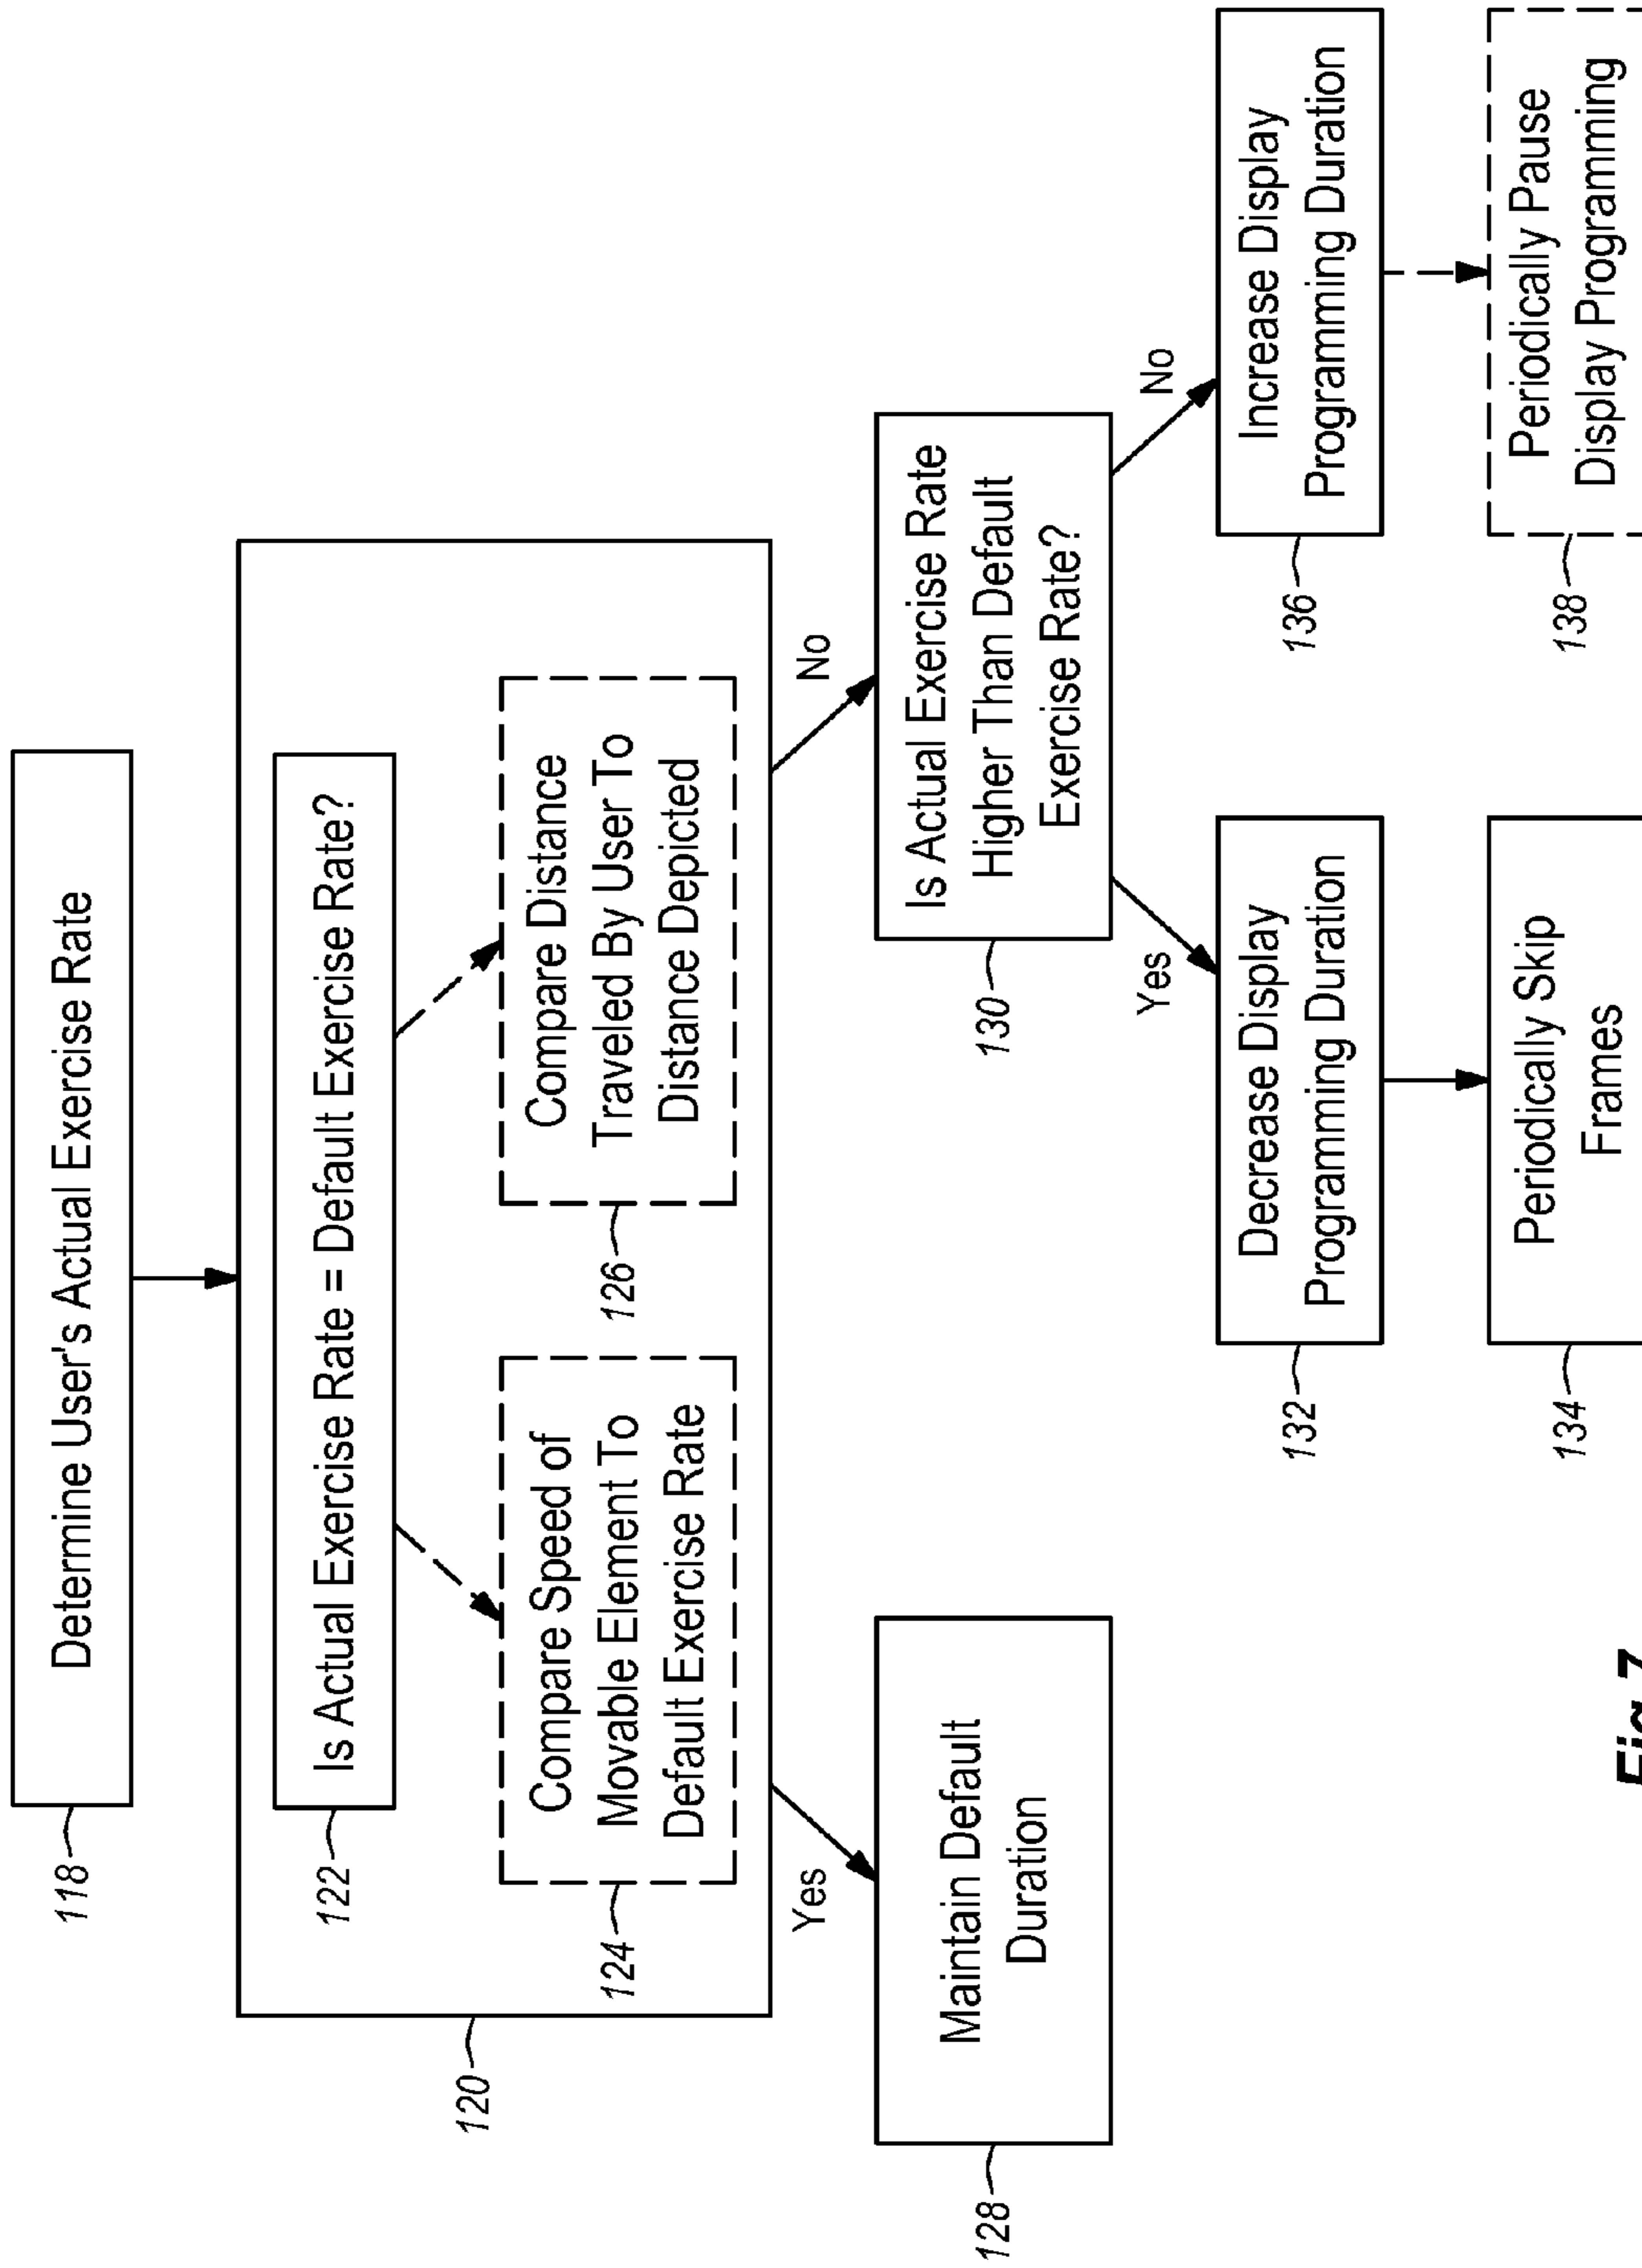 118
Determine User's Actual Exercise Rate
120
122
Is Actual Exercise Rate = Default Exercise Rate?
124
Compare Speed of
Movable Element To
Default Exercise Rate
126
Compare Distance
Traveled By User To
Distance Depicted
Yes
No
128
Maintain Default
Duration
130
Is Actual Exercise Rate
Higher Than Default
Exercise Rate?
Yes
No
132
Decrease Display
Programming Duration
136
Increase Display
Programming Duration
134
Periodically Skip
Frames
138
Periodically Pause
Display Programming
Fig. 7